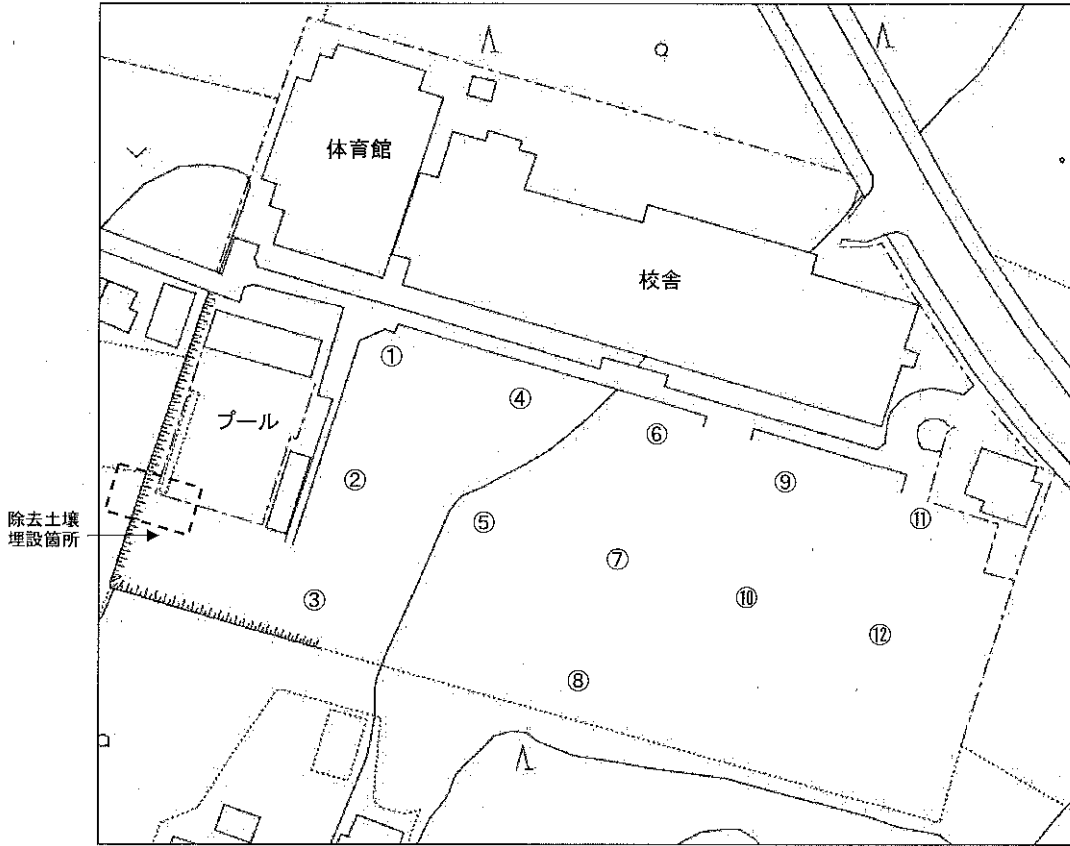 体育館
校舎
①
④
プール
⑥
②
⑨
除去土壌
埋設箇所
⑤
⑪
⑦
③
⑩
⑫
⑧